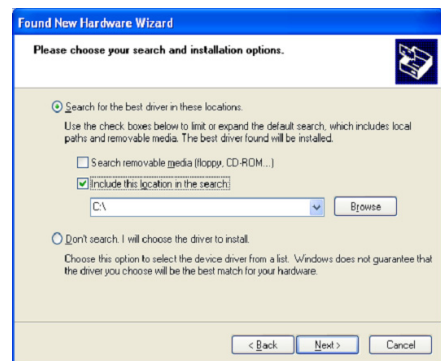 Found New Hardware Wizard
Please choose your search and installation options.
Search for the best driver in these locations.
Use the check boxes below to limit or expand the default search, which includes local
paths and removable media. The best driver found will be installed.
Search removable media (floppy, CD-ROM...)
Include this location in the search:
C:\
Browse
Don't search. I will choose the driver to install.
Choose this option to select the device driver from a list. Windows does not guarantee that
the driver you choose will be the best match for your hardware.
< Back
Next >
Cancel